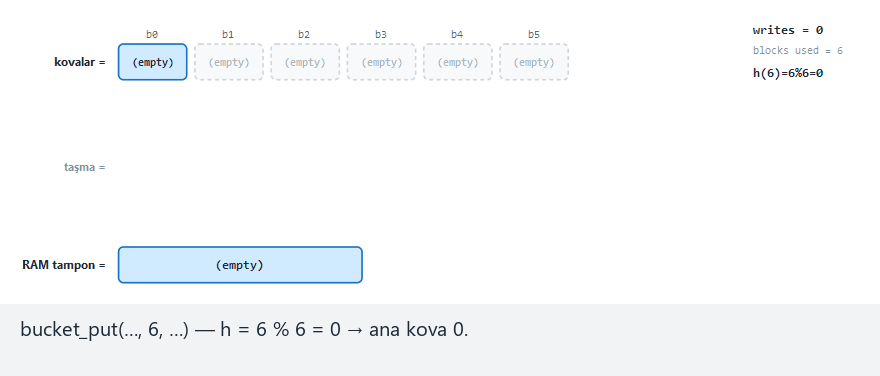 b0 b1 b2 b3 b4 b5
kovalar = (empty) (empty) (empty) (empty) (empty) (empty)
writes = 0
blocks used = 6
h(6)=6%6=0
taşma =
RAM tampon = (empty)
bucket_put(…, 6, …) — h = 6 % 6 = 0 → ana kova 0.